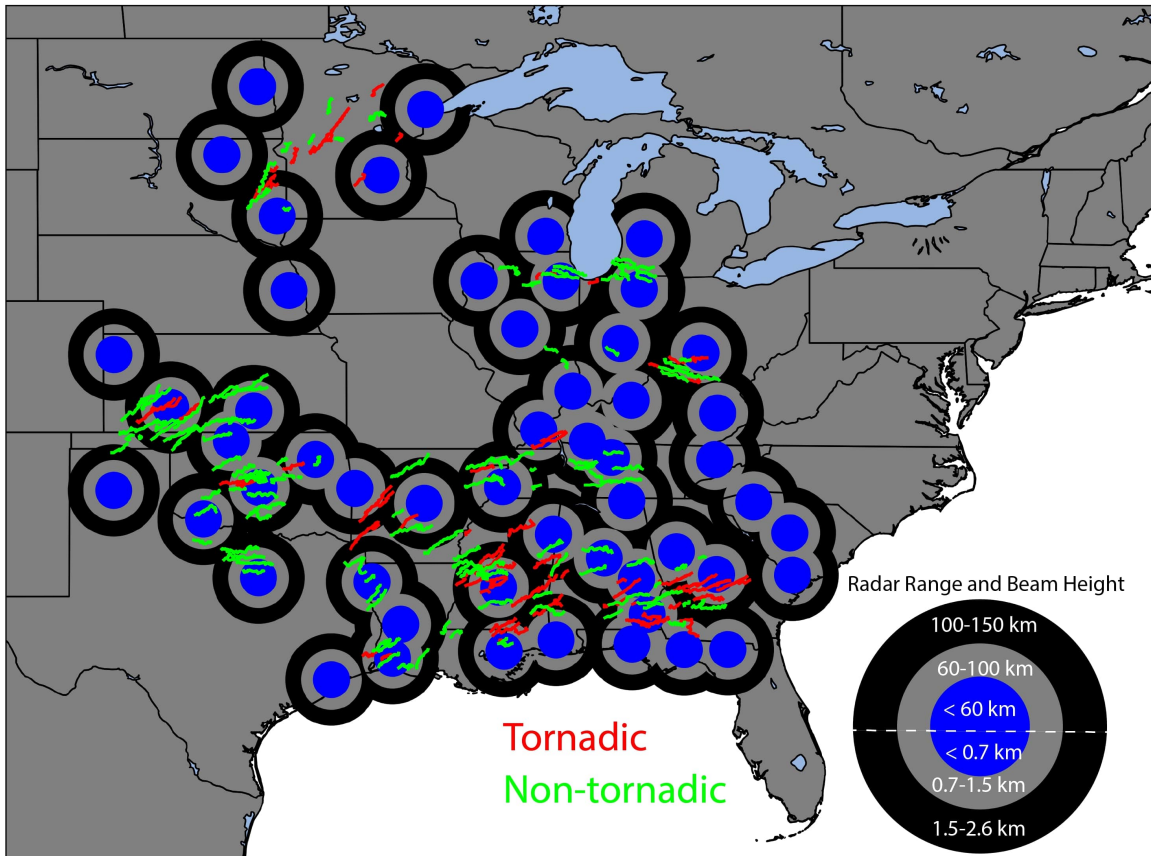 Radar Range and Beam Height
100-150 km
60-100 km
< 60 km
< 0.7 km
0.7-1.5 km
1.5-2.6 km
Tornadic
Non-tornadic